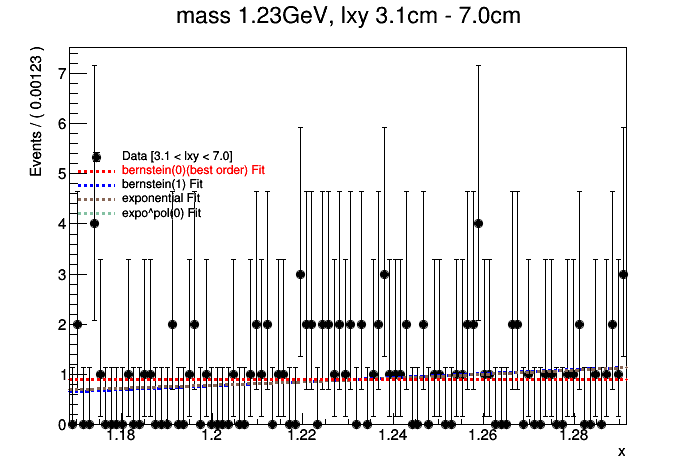 mass 1.23GeV, lxy 3.1cm - 7.0cm
Events / ( 0.00123 )
7
6
5
4
3
2
1
0
Data [3.1 < lxy < 7.0]
bernstein(0)(best order) Fit
bernstein(1) Fit
exponential Fit
expo^pol(0) Fit
1.18 1.2 1.22 1.24 1.26 1.28
x